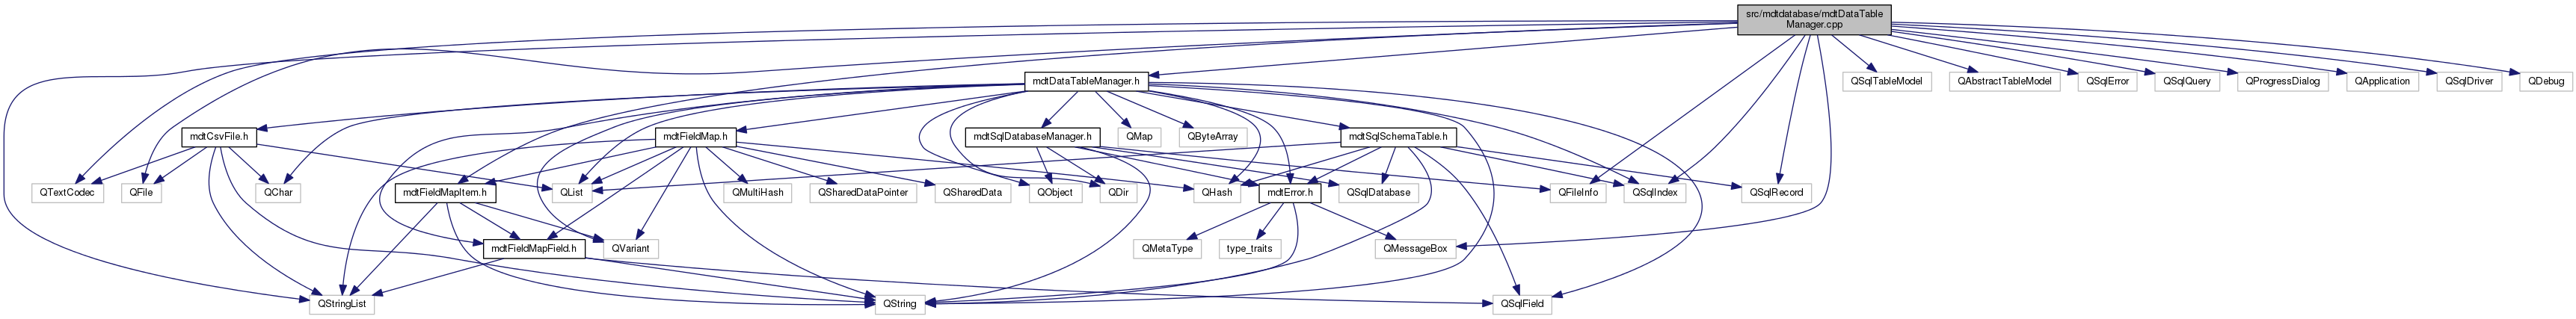 src/mdtdatabase/mdtDataTable
Manager.cpp
mdtDataTableManager.h
QSqlTableModel
QAbstractTableModel
QSqlError
QSqlQuery
QProgressDialog
QApplication
QSqlDriver
QDebug
mdtCsvFile.h
mdtFieldMap.h
mdtSqlDatabaseManager.h
QMap
QByteArray
mdtSqlSchemaTable.h
QTextCodec
QFile
QChar
mdtFieldMapItem.h
QList
QMultiHash
QSharedDataPointer
QSharedData
QObject
QDir
QHash
mdtError.h
QSqlDatabase
QFileInfo
QSqlIndex
QSqlRecord
mdtFieldMapField.h
QVariant
QMetaType
type_traits
QMessageBox
QStringList
QString
QSqlField